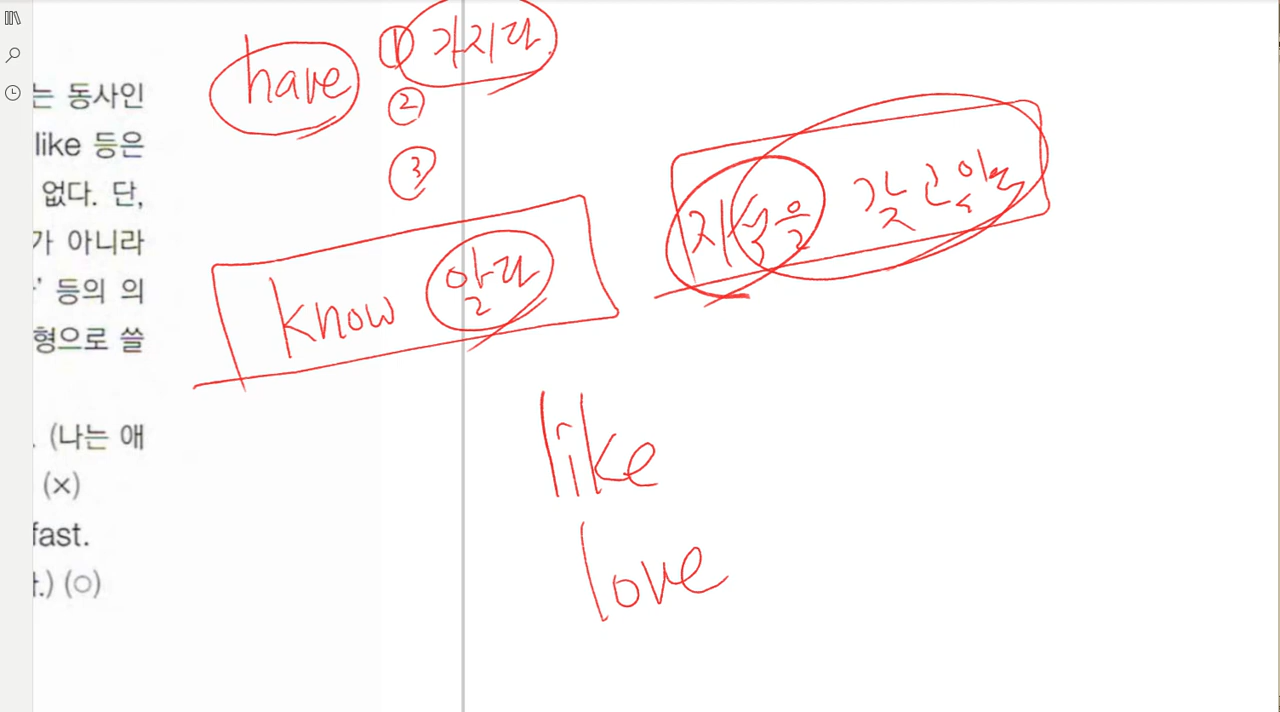 는 동사인
like 등은
없다. 단,
가 아니라
' 등의 의
형으로 쓸
. (나는 애
(×)
fast.
.) (○)
have ① 가지다
②
③
know 알다
지식을 갖고있는
like
love